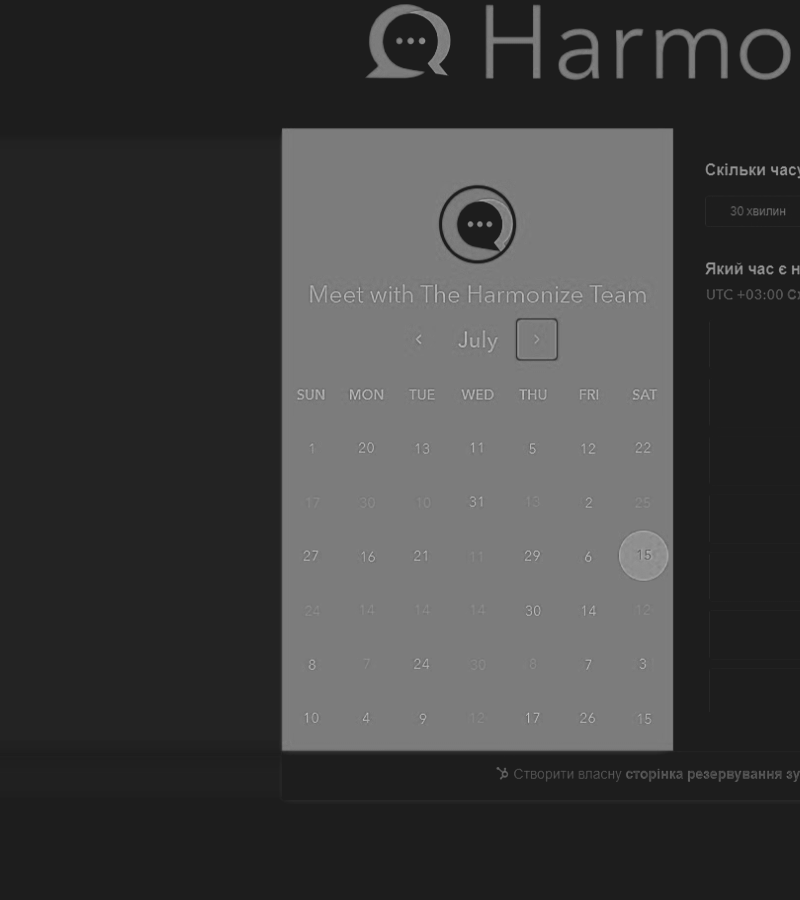 Harmo
Meet with The Harmonize Team
July
SUN MON TUE WED THU FRI SAT
1 20 13 11 5 12 22
17 30 10 31 13 2 25
27 16 21 11 29 6 15
24 14 14 14 30 14 12
8 7 24 30 8 7 3
10 4 9 12 17 26 15
Скільки часу
30 хвилин
Який час є н
UTC +03:00
Створити власну сторінка резервування зу